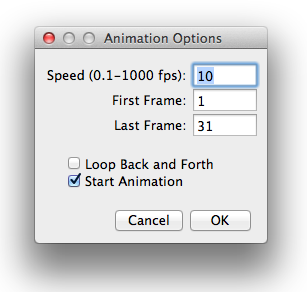 Animation Options
Speed (0.1-1000 fps): 10
First Frame: 1
Last Frame: 31
Loop Back and Forth
Start Animation
Cancel OK